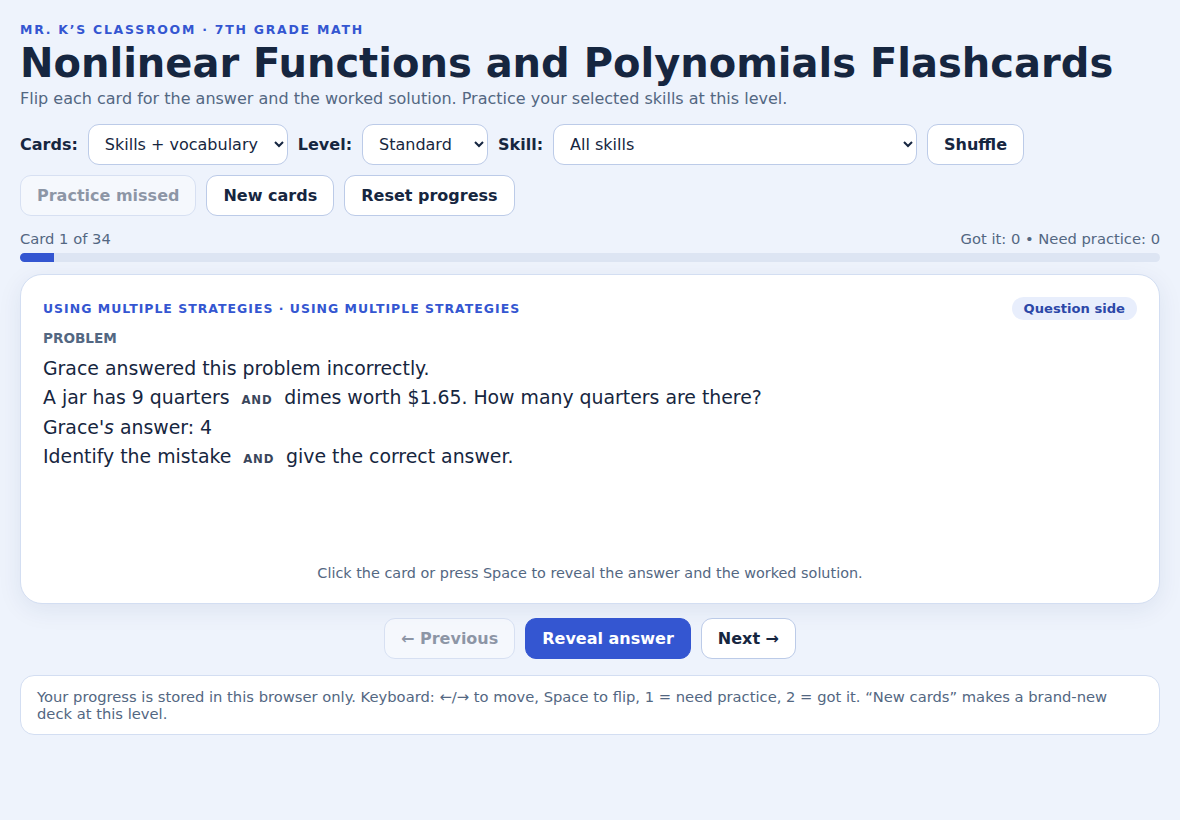 MR. K’S CLASSROOM · 7TH GRADE MATH
Nonlinear Functions and Polynomials Flashcards
Flip each card for the answer and the worked solution. Practice your selected skills at this level.
Cards: Skills + vocabulary Level: Standard Skill: All skills Shuffle
Practice missed New cards Reset progress
Card 1 of 34 Got it: 0 • Need practice: 0
USING MULTIPLE STRATEGIES · USING MULTIPLE STRATEGIES Question side
PROBLEM
Grace answered this problem incorrectly.
A jar has 9 quarters AND dimes worth $1.65. How many quarters are there?
Grace's answer: 4
Identify the mistake AND give the correct answer.
Click the card or press Space to reveal the answer and the worked solution.
← Previous Reveal answer Next →
Your progress is stored in this browser only. Keyboard: ←/→ to move, Space to flip, 1 = need practice, 2 = got it. “New cards” makes a brand-new
deck at this level.